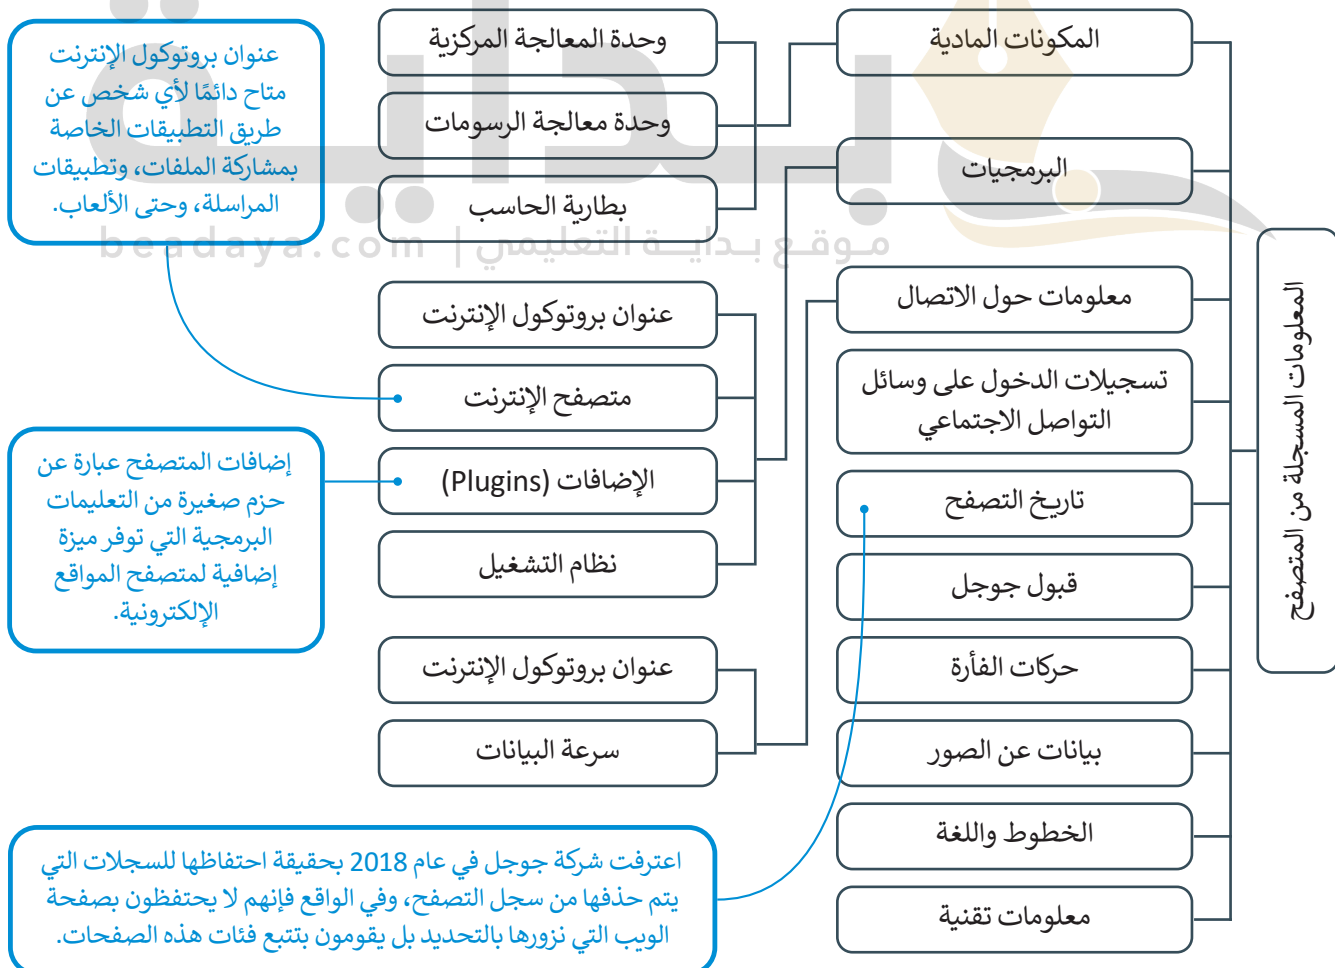 المعلومات المسجلة من المتصفح
المكونات المادية
وحدة المعالجة المركزية
وحدة معالجة الرسومات
بطارية الحاسب
البرمجيات
عنوان بروتوكول الإنترنت
متصفح الإنترنت
الإضافات (Plugins)
نظام التشغيل
معلومات حول الاتصال
عنوان بروتوكول الإنترنت
سرعة البيانات
تسجيلات الدخول على وسائل
التواصل الاجتماعي
تاريخ التصفح
قبول جوجل
حركات الفأرة
بيانات عن الصور
الخطوط واللغة
معلومات تقنية
عنوان بروتوكول الإنترنت
متاح دائمًا لأي شخص عن
طريق التطبيقات الخاصة
بمشاركة الملفات، وتطبيقات
المراسلة، وحتى الألعاب.
إضافات المتصفح عبارة عن
حزم صغيرة من التعليمات
البرمجية التي توفر ميزة
إضافية لمتصفح المواقع
الإلكترونية.
اعترفت شركة جوجل في عام 2018 بحقيقة احتفاظها للسجلات التي
يتم حذفها من سجل التصفح، وفي الواقع فإنهم لا يحتفظون بصفحة
الويب التي نزورها بالتحديد بل يقومون بتتبع فئات هذه الصفحات.
بداية
موقع بداية التعليمي | beadaya.com